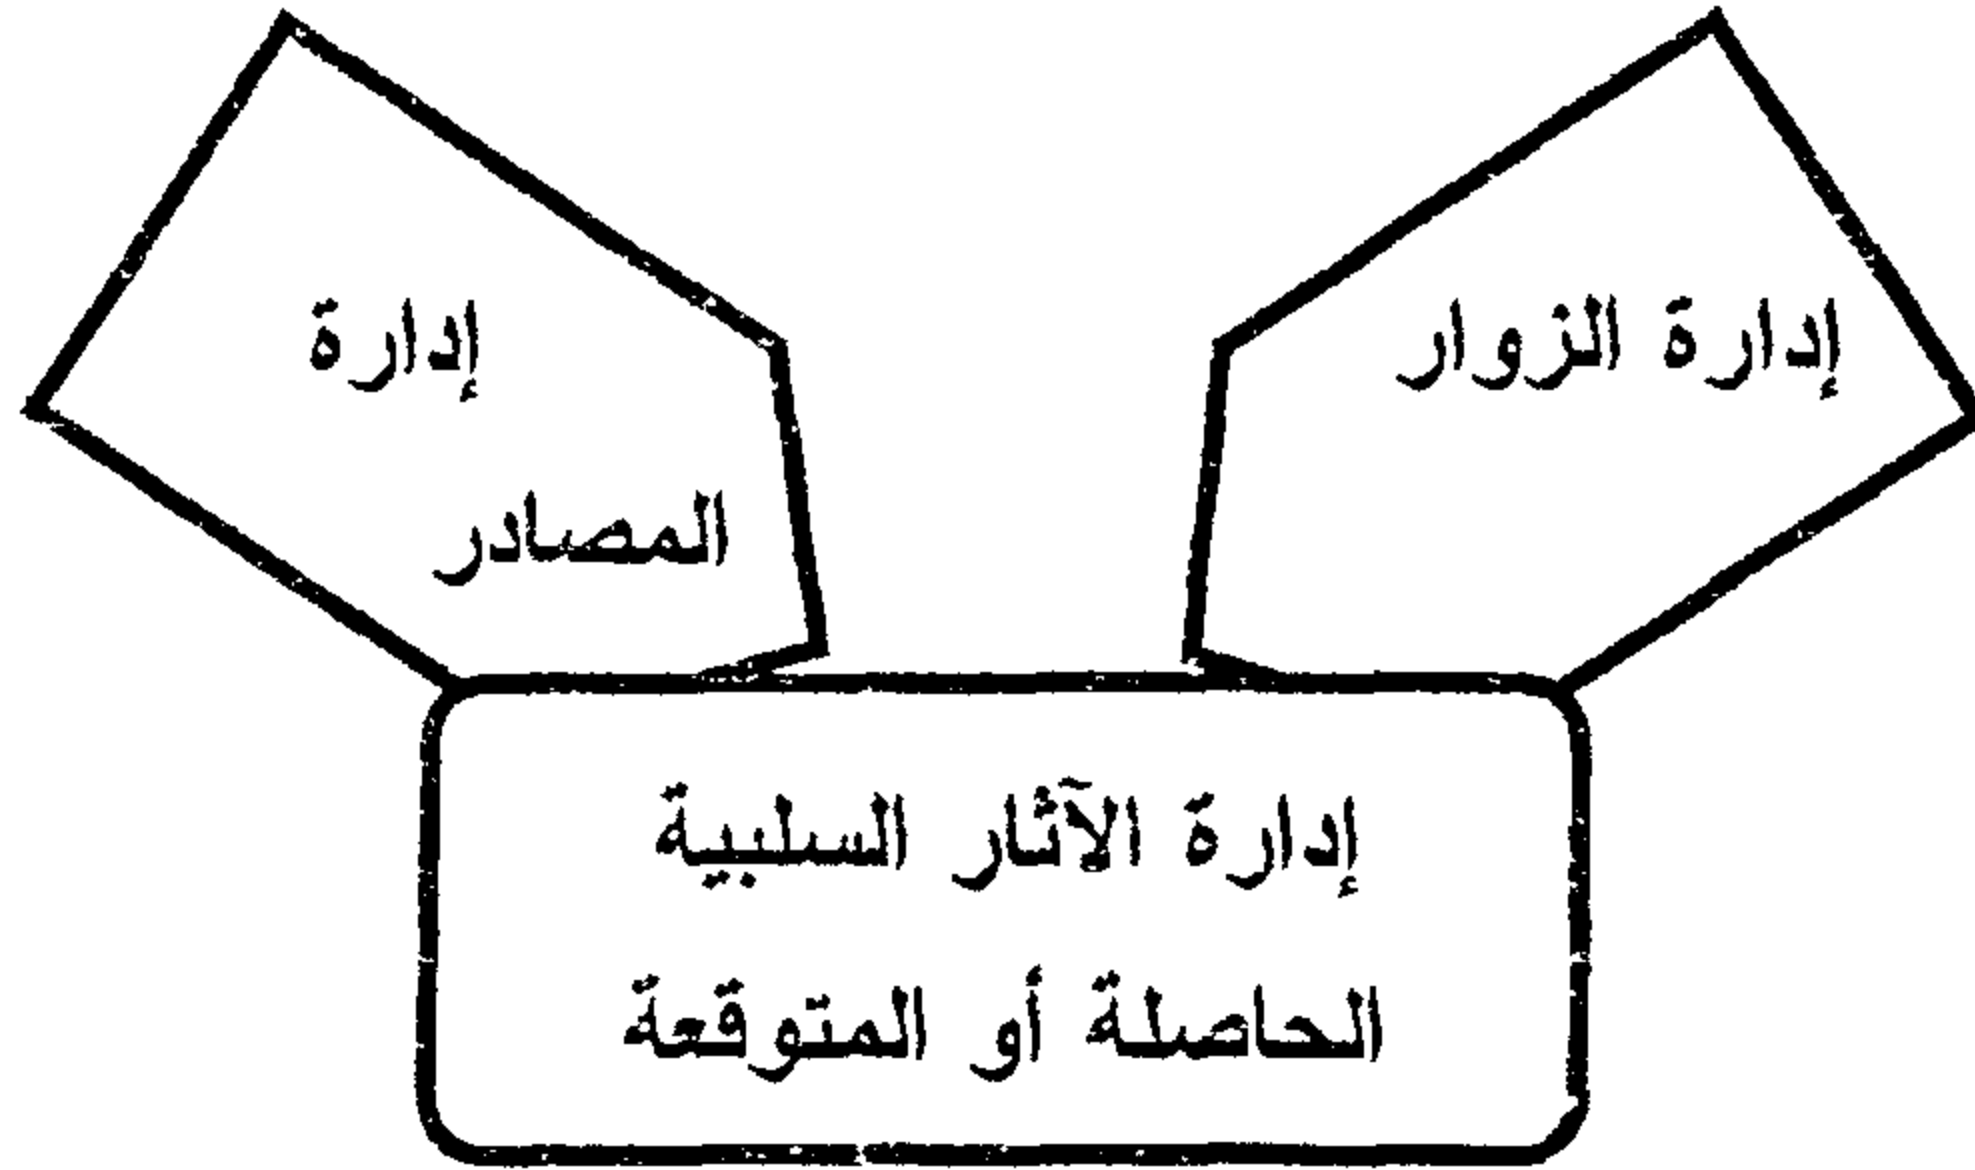 إدارة الزوار
إدارة
المصادر
إدارة الآثار السلبية
الحاصلة أو المتوقعة